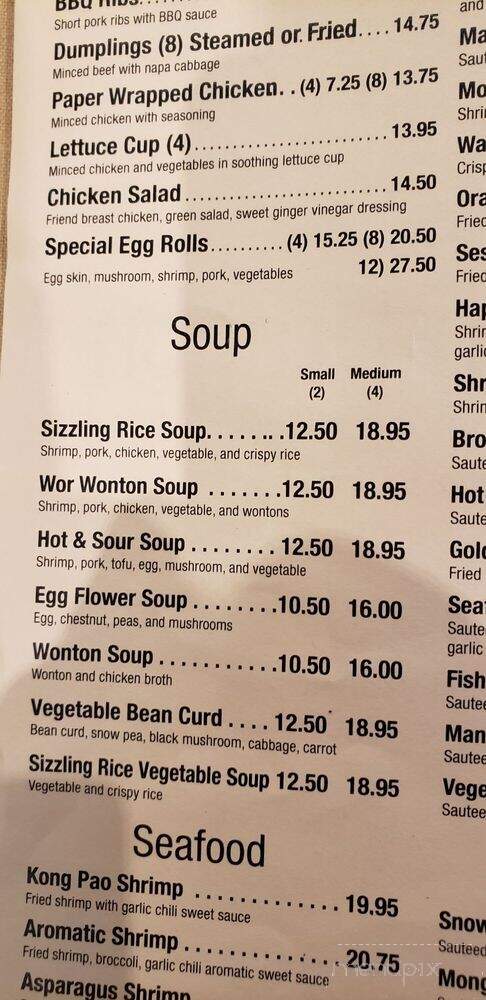 BBQ Ribs
Short pork ribs with BBQ sauce
Dumplings (8) Steamed or Fried.... 14.75
Minced beef with napa cabbage
Paper Wrapped Chicken. . (4) 7.25 (8) 13.75
Minced chicken with seasoning
Lettuce Cup (4)............................ 13.95
Minced chicken and vegetables in soothing lettuce cup
Chicken Salad............................. 14.50
Friend breast chicken, green salad, sweet ginger vinegar dressing
Special Egg Rolls.......... (4) 15.25 (8) 20.50
Egg skin, mushroom, shrimp, pork, vegetables 12) 27.50
Soup
Small Medium
(2) (4)
Sizzling Rice Soup. . . . . .. . .12.50 18.95
Shrimp, pork, chicken, vegetable, and crispy rice
Wor Wonton Soup . . . . . . .12.50 18.95
Shrimp, pork, chicken, vegetable, and wontons
Hot & Sour Soup . . . . . . . . 12.50 18.95
Shrimp, pork, tofu, egg, mushroom, and vegetable
Egg Flower Soup . . . . . . . .10.50 16.00
Egg, chestnut, peas, and mushrooms
Wonton Soup . . . . . . . . . . .10.50 16.00
Wonton and chicken broth
Vegetable Bean Curd . . . . 12.50 18.95
Bean curd, snow pea, black mushroom, cabbage, carrot
Sizzling Rice Vegetable Soup 12.50 18.95
Vegetable and crispy rice
Seafood
Kong Pao Shrimp . . . . . . . . . . . . . 19.95
Fried shrimp with garlic chili sweet sauce
Aromatic Shrimp . . . . . . . . . . . . . . 20.75
Fried shrimp, broccoli, garlic chili aromatic sweet sauce
Asparagus Shrimp
and
garlic
Fried
garlic
Fish
menupix